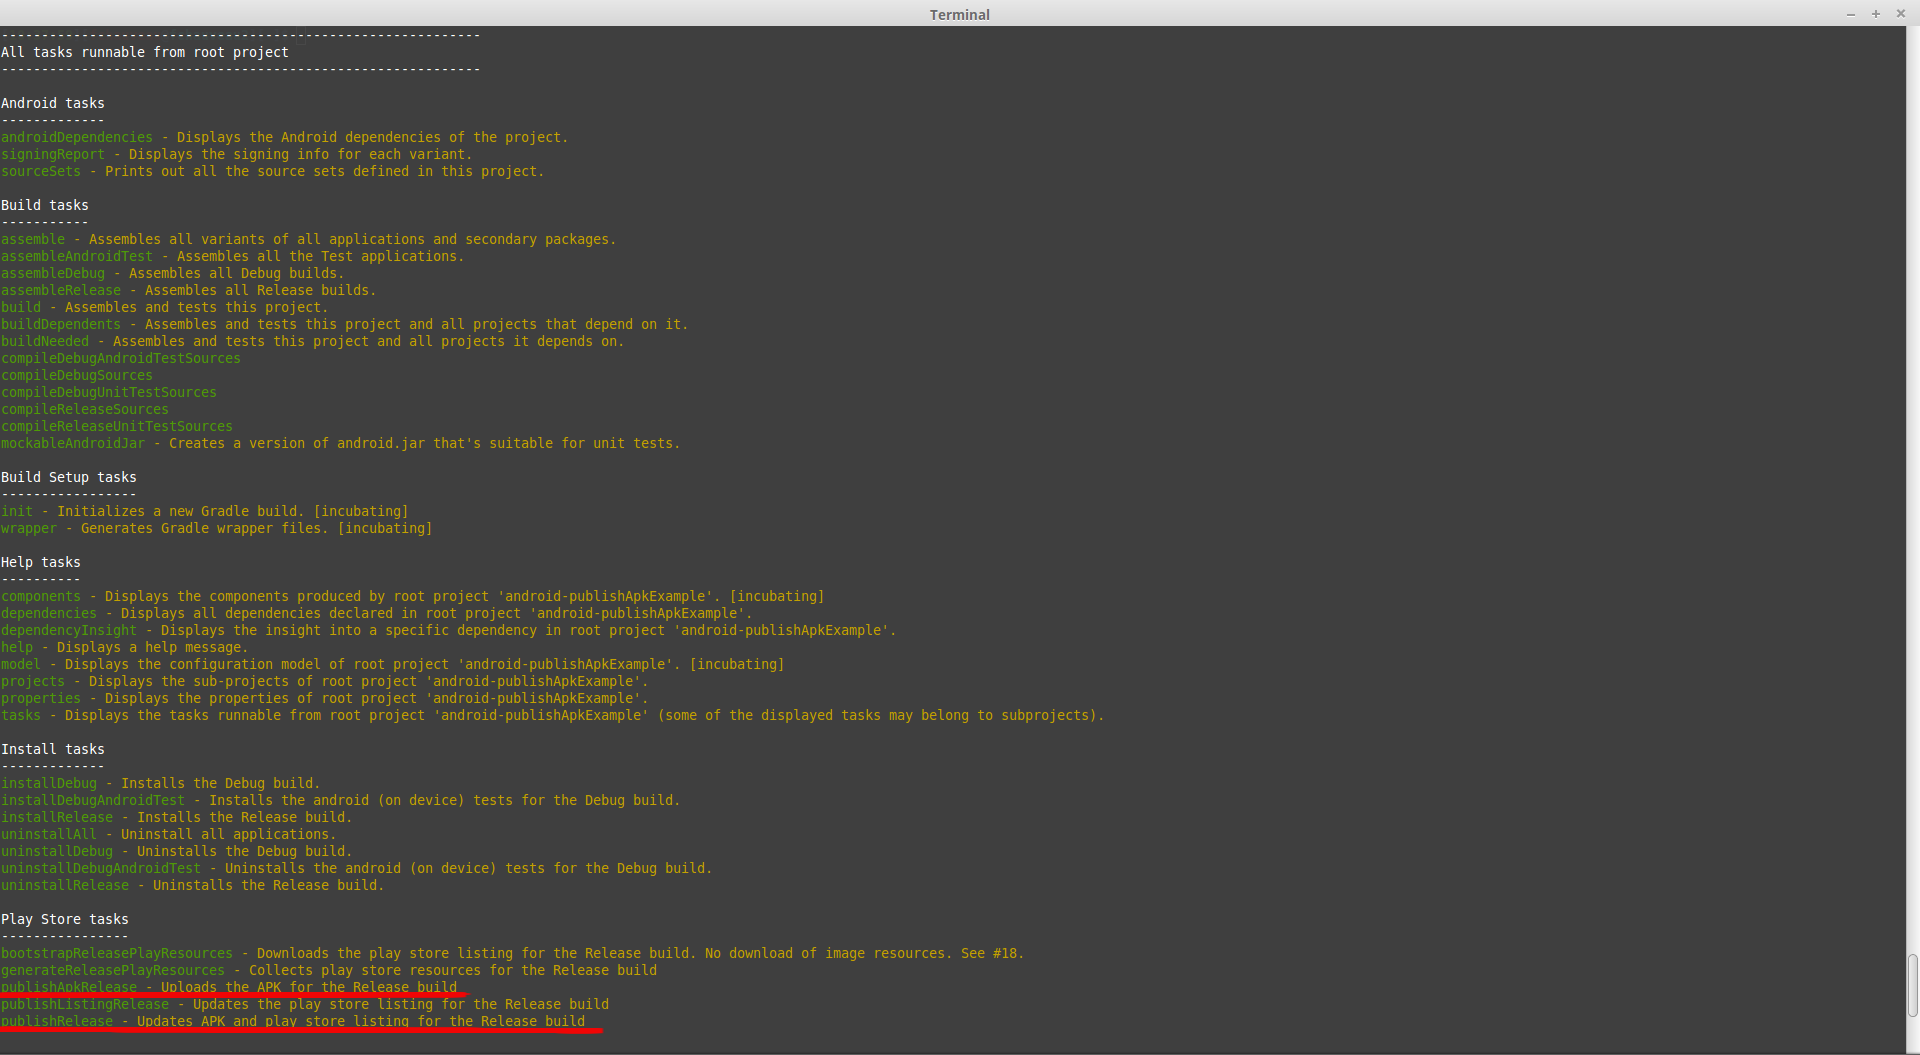 Terminal
------------------------------------------------------------
All tasks runnable from root project
------------------------------------------------------------
Android tasks
-------------
androidDependencies - Displays the Android dependencies of the project.
signingReport - Displays the signing info for each variant.
sourceSets - Prints out all the source sets defined in this project.
Build tasks
-----------
assemble - Assembles all variants of all applications and secondary packages.
assembleAndroidTest - Assembles all the Test applications.
assembleDebug - Assembles all Debug builds.
assembleRelease - Assembles all Release builds.
build - Assembles and tests this project.
buildDependents - Assembles and tests this project and all projects that depend on it.
buildNeeded - Assembles and tests this project and all projects it depends on.
compileDebugAndroidTestSources
compileDebugSources
compileDebugUnitTestSources
compileReleaseSources
compileReleaseUnitTestSources
mockableAndroidJar - Creates a version of android.jar that's suitable for unit tests.
Build Setup tasks
-----------------
init - Initializes a new Gradle build. [incubating]
wrapper - Generates Gradle wrapper files. [incubating]
Help tasks
----------
components - Displays the components produced by root project 'android-publishApkExample'. [incubating]
dependencies - Displays all dependencies declared in root project 'android-publishApkExample'.
dependencyInsight - Displays the insight into a specific dependency in root project 'android-publishApkExample'.
help - Displays a help message.
model - Displays the configuration model of root project 'android-publishApkExample'. [incubating]
projects - Displays the sub-projects of root project 'android-publishApkExample'.
properties - Displays the properties of root project 'android-publishApkExample'.
tasks - Displays the tasks runnable from root project 'android-publishApkExample' (some of the displayed tasks may belong to subprojects).
Install tasks
-------------
installDebug - Installs the Debug build.
installDebugAndroidTest - Installs the android (on device) tests for the Debug build.
installRelease - Installs the Release build.
uninstallAll - Uninstall all applications.
uninstallDebug - Uninstalls the Debug build.
uninstallDebugAndroidTest - Uninstalls the android (on device) tests for the Debug build.
uninstallRelease - Uninstalls the Release build.
Play Store tasks
----------------
bootstrapReleasePlayResources - Downloads the play store listing for the Release build. No download of image resources. See #18.
generateReleasePlayResources - Collects play store resources for the Release build
publishApkRelease - Uploads the APK for the Release build
publishListingRelease - Updates the play store listing for the Release build
publishRelease - Updates APK and play store listing for the Release build